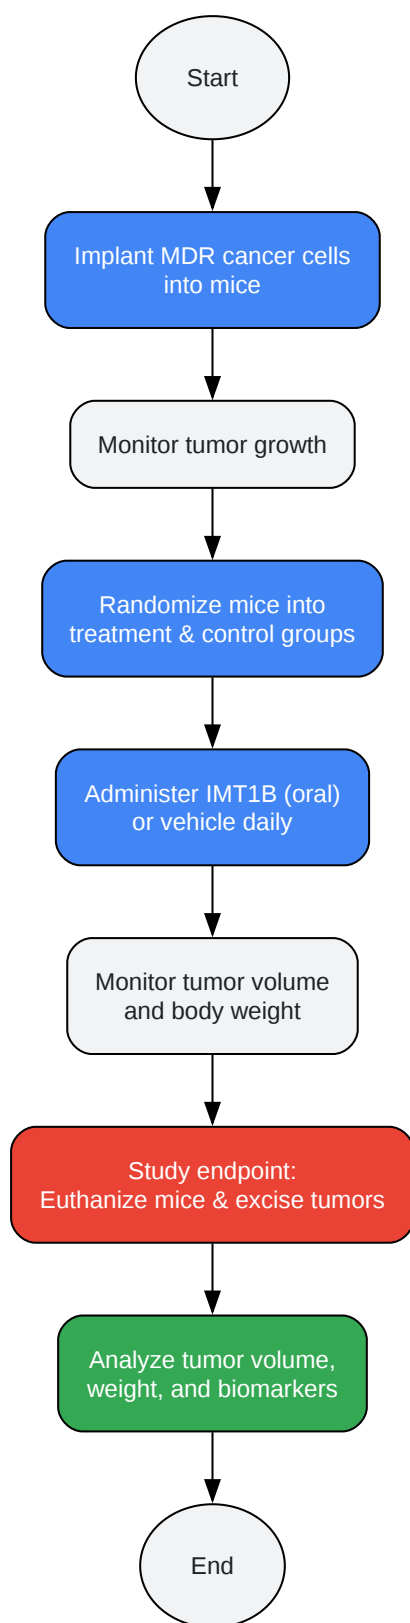 Start
Implant MDR cancer cells
into mice
Monitor tumor growth
Randomize mice into
treatment & control groups
Administer IMT1B (oral)
or vehicle daily
Monitor tumor volume
and body weight
Study endpoint:
Euthanize mice & excise tumors
Analyze tumor volume,
weight, and biomarkers
End